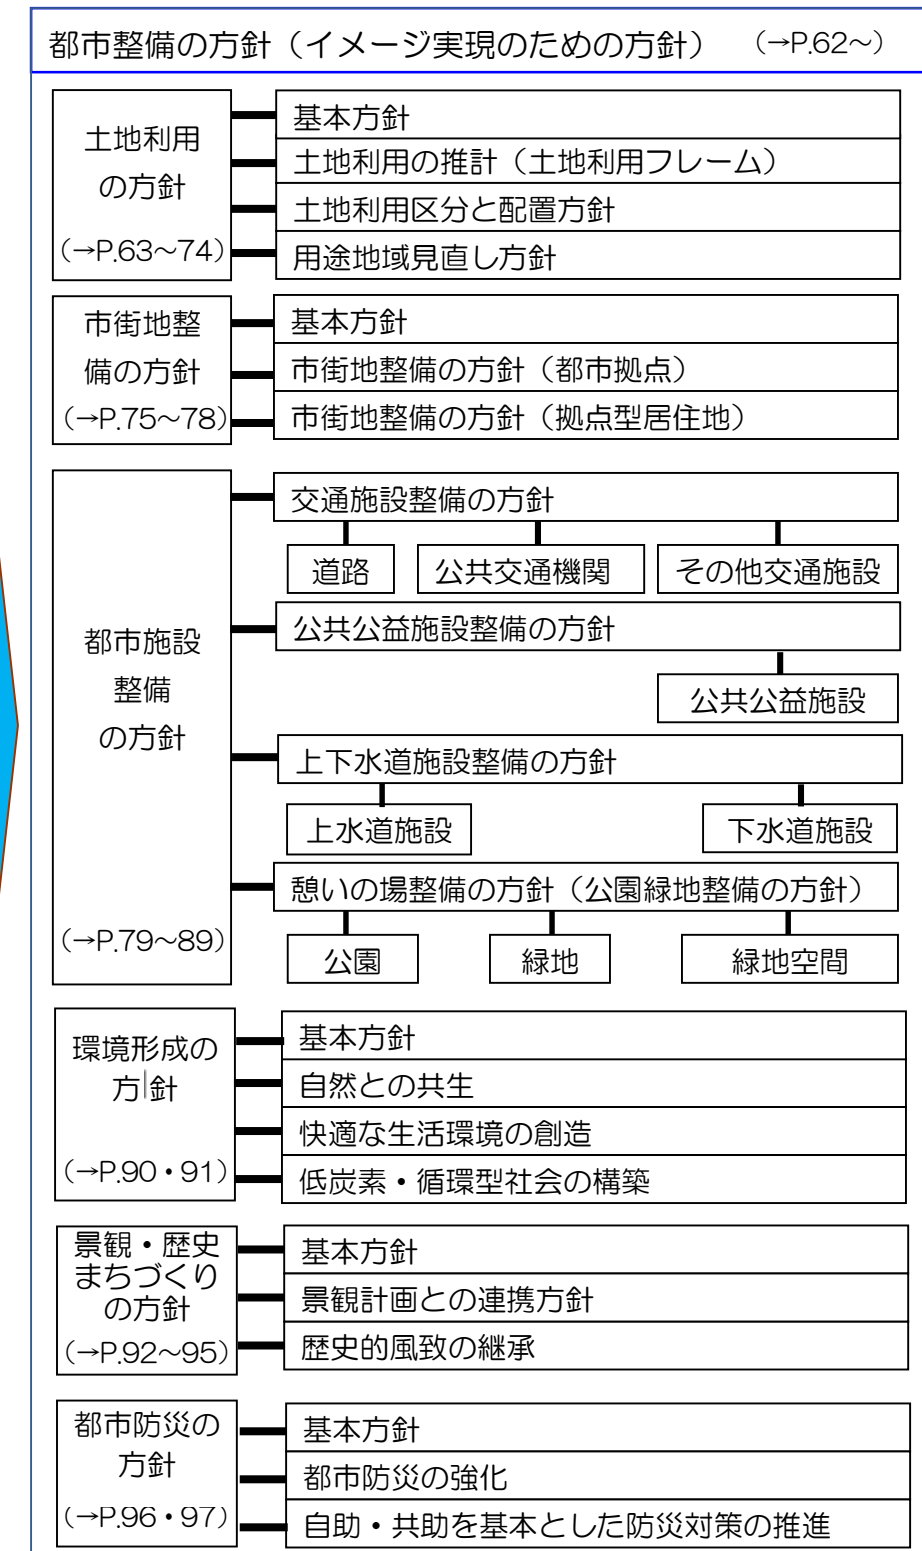 都市整備の方針（イメージ実現のための方針） （→P.62～）
土地利用
の方針
（→P.63～74）
基本方針
土地利用の推計（土地利用フレーム）
土地利用区分と配置方針
用途地域見直し方針
市街地整
備の方針
（→P.75～78）
基本方針
市街地整備の方針（都市拠点）
市街地整備の方針（拠点型居住地）
都市施設
整備
の方針
（→P.79～89）
交通施設整備の方針
道路
公共交通機関
その他交通施設
公共公益施設整備の方針
公共公益施設
上下水道施設整備の方針
上水道施設
下水道施設
憩いの場整備の方針（公園緑地整備の方針）
公園
緑地
緑地空間
環境形成の
方針
（→P.90・91）
基本方針
自然との共生
快適な生活環境の創造
低炭素・循環型社会の構築
景観・歴史
まちづくり
の方針
（→P.92～95）
基本方針
景観計画との連携方針
歴史的風致の継承
都市防災の
方針
（→P.96・97）
基本方針
都市防災の強化
自助・共助を基本とした防災対策の推進